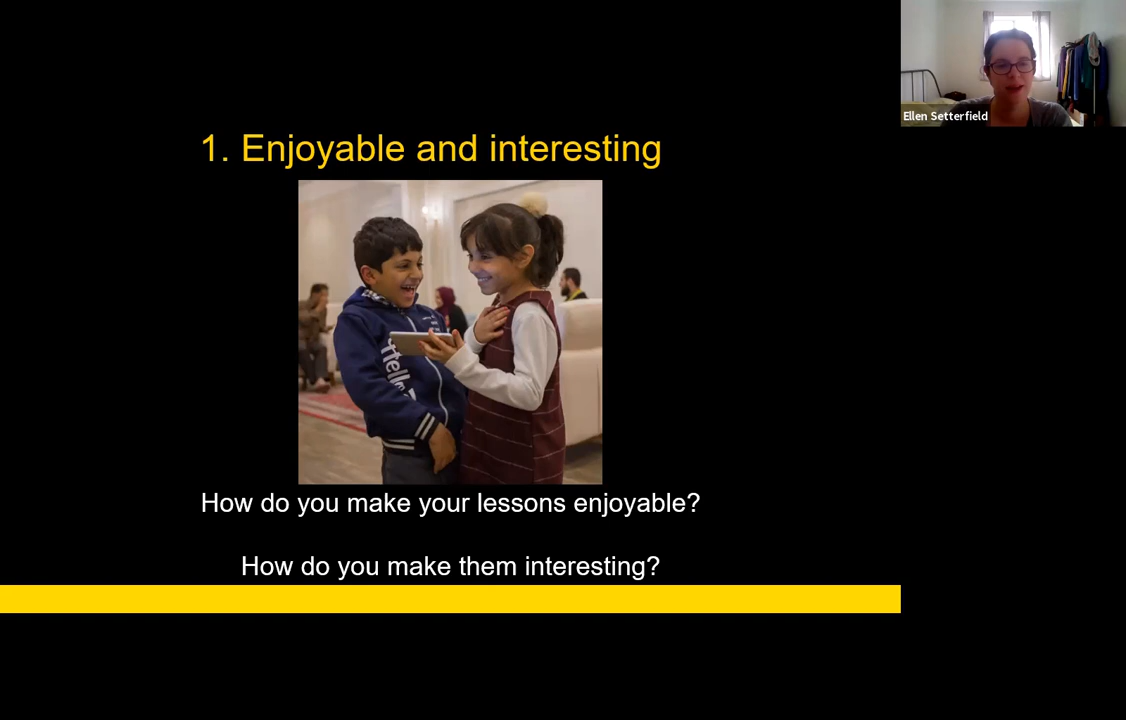 Ellen Setterfield
1. Enjoyable and interesting
Hello
How do you make your lessons enjoyable?
How do you make them interesting?